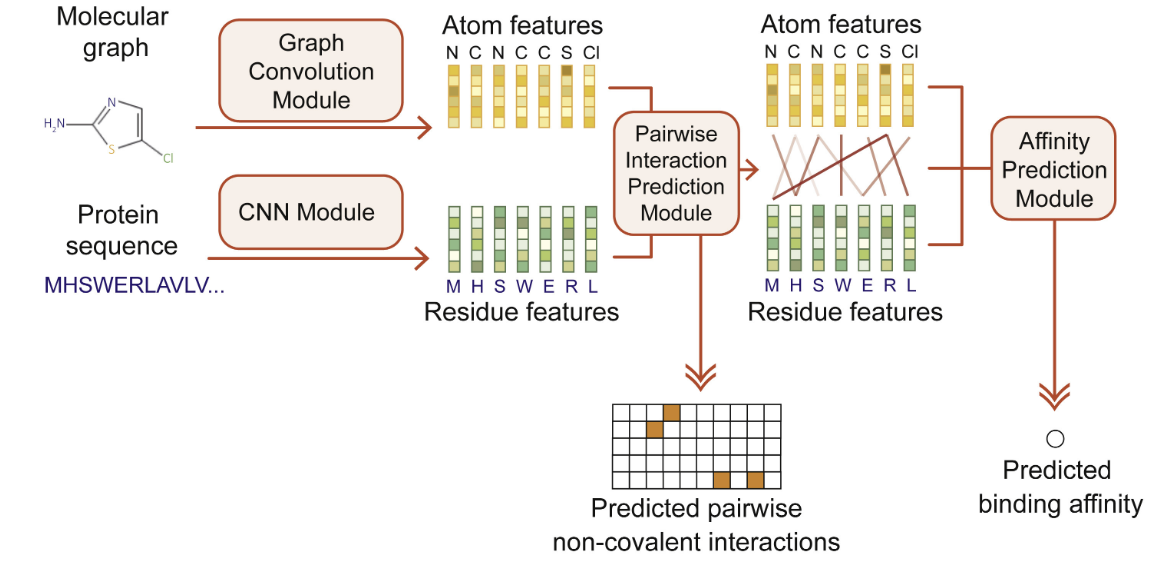 Molecular
graph
Graph
Convolution
Module
Atom features
N C N C C S Cl
Atom features
N C N C C S Cl
N
H₂N
S
Cl
Pairwise
Interaction
Prediction
Module
Affinity
Prediction
Module
Protein
sequence
MHSWERLAVLV...
CNN Module
M H S W E R L
Residue features
M H S W E R L
Residue features
Predicted pairwise
non-covalent interactions
Predicted
binding affinity